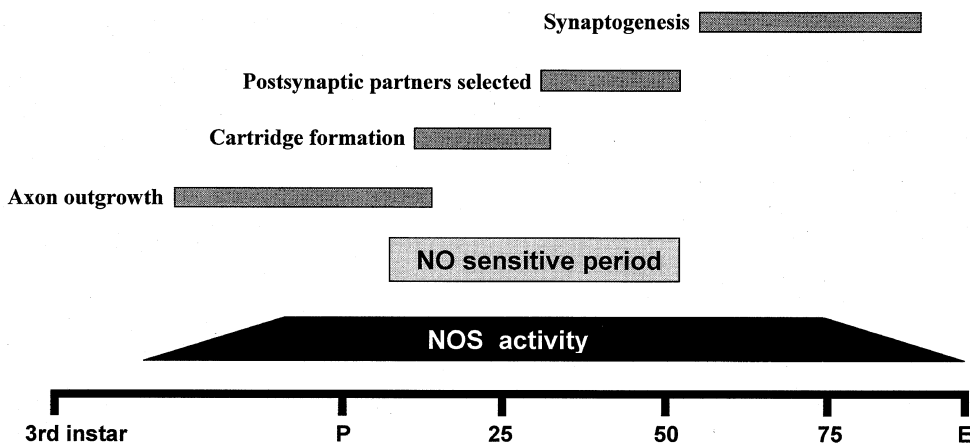 Synaptogenesis
Postsynaptic partners selected
Cartridge formation
Axon outgrowth
NO sensitive period
NOS activity
3rd instar P 25 50 75 E